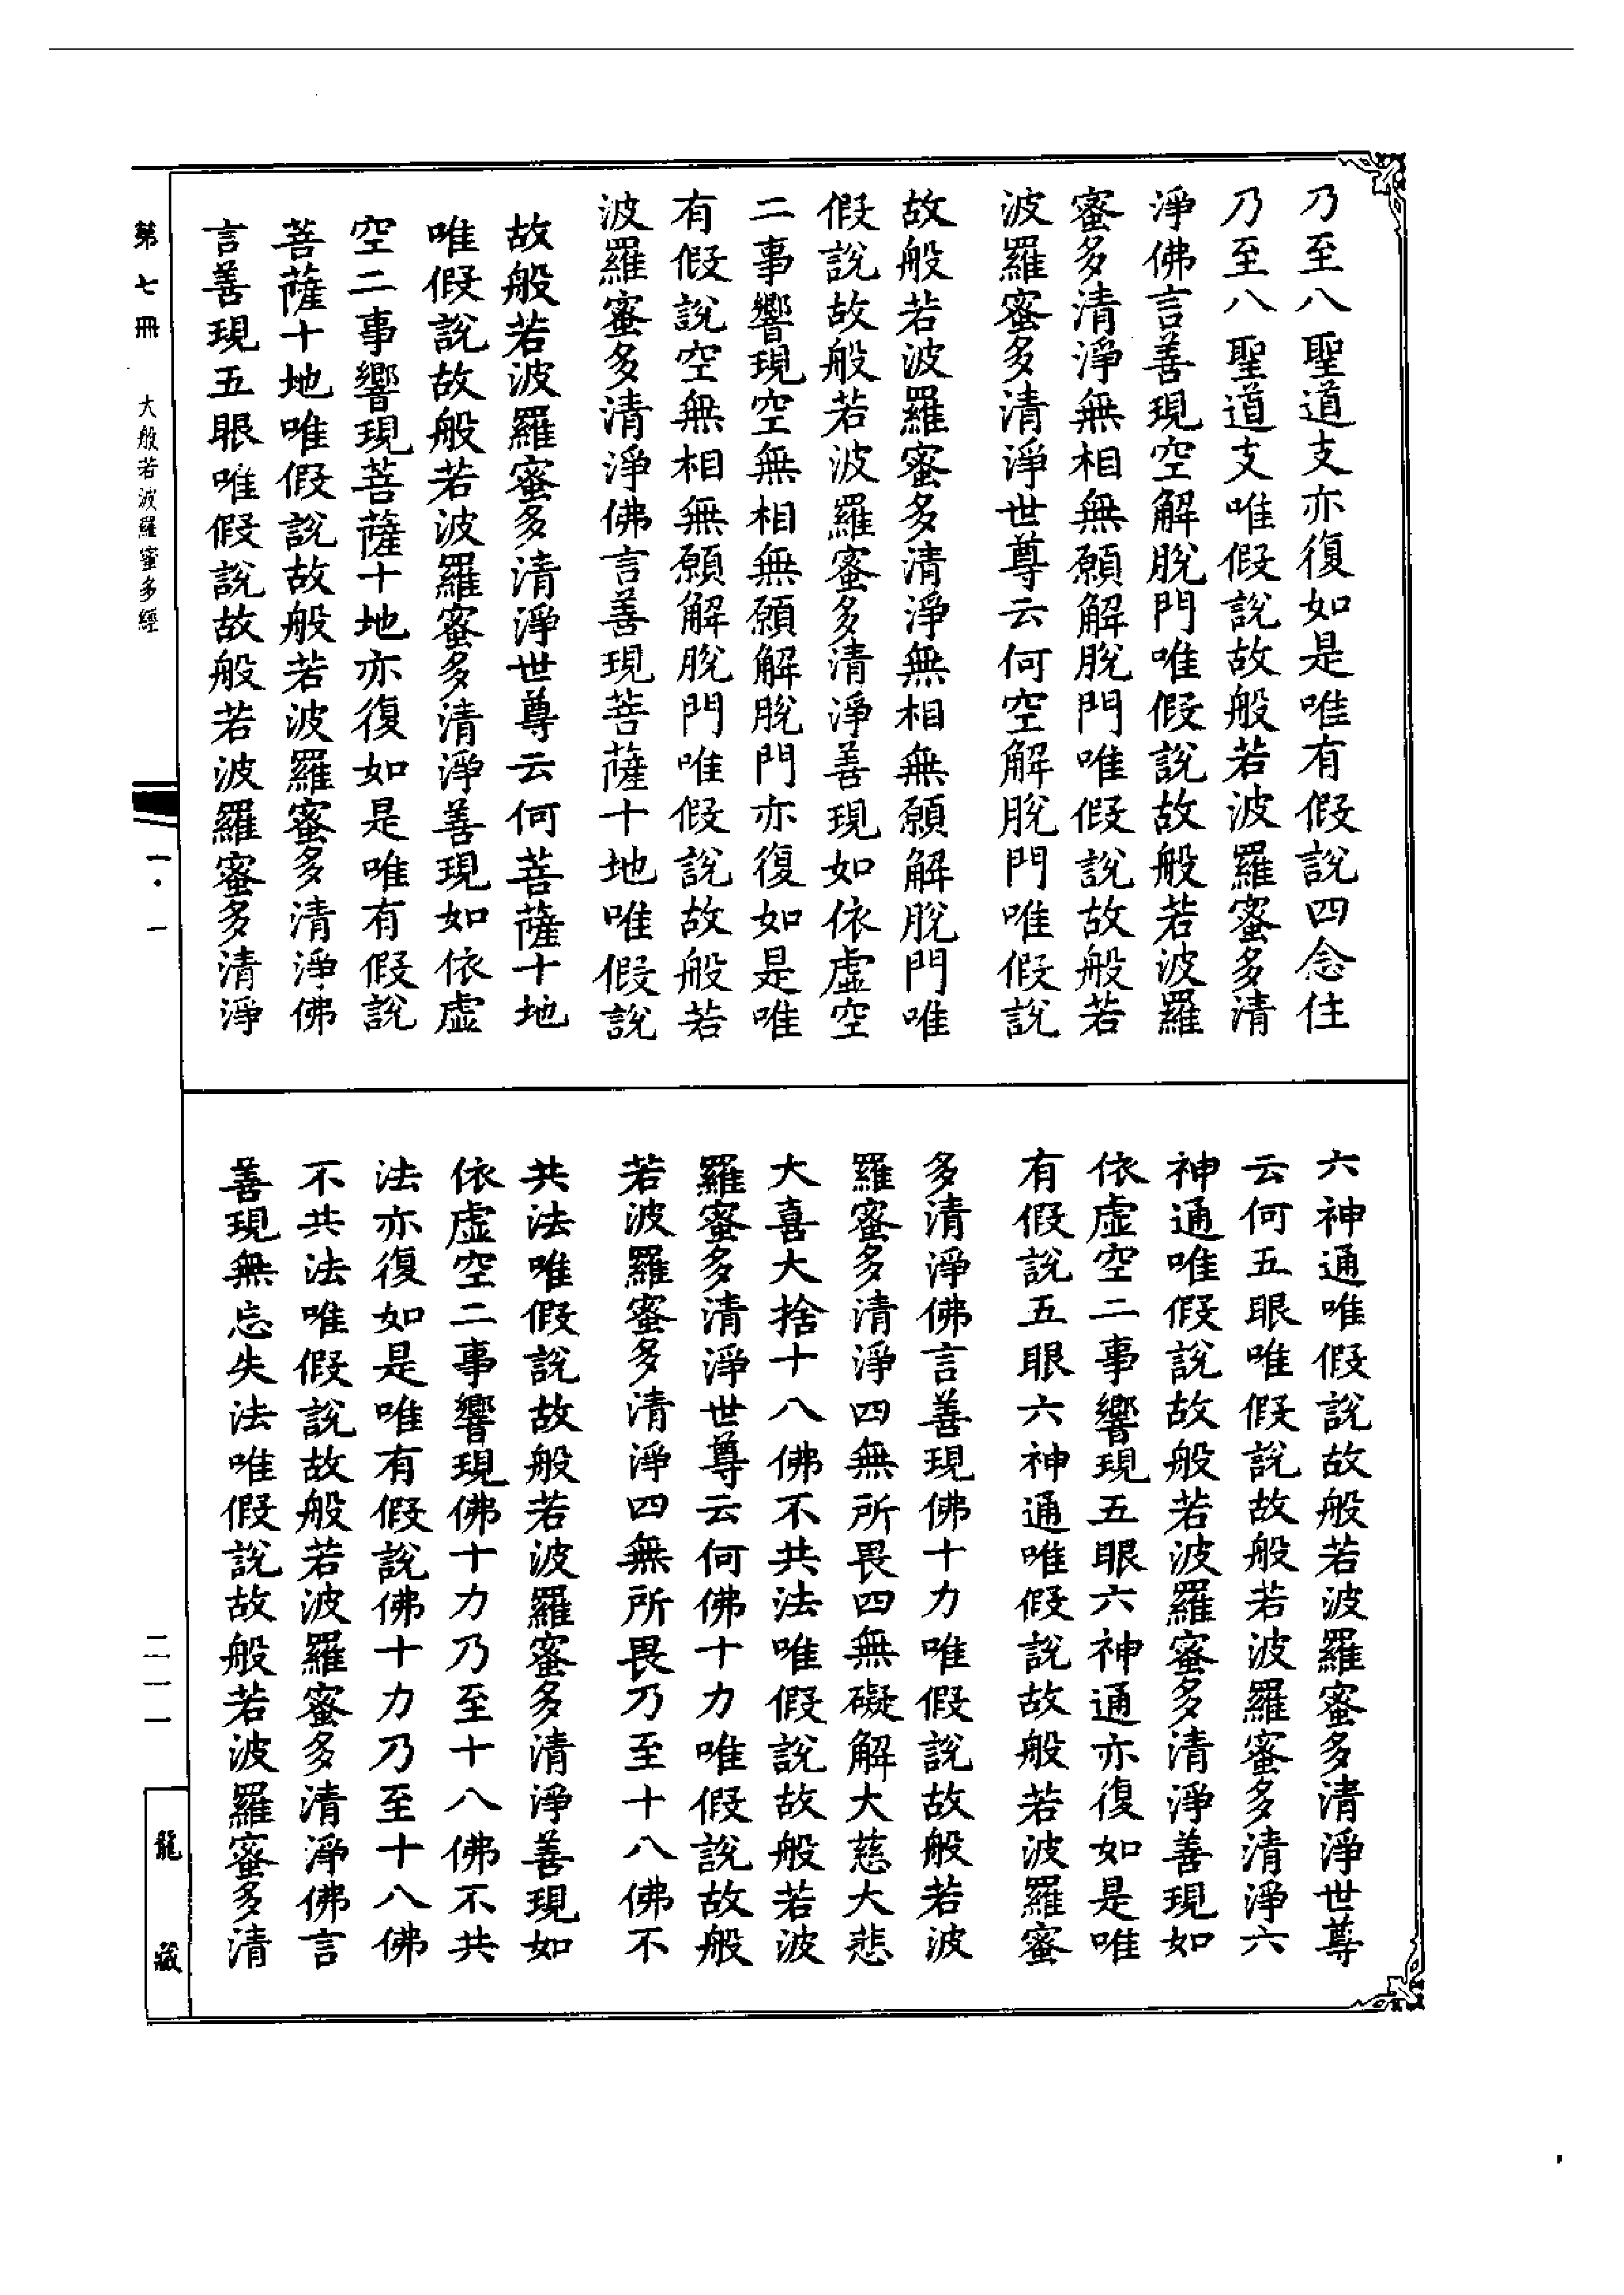 乃至八聖道支亦復如是唯有假說四念住
乃至八聖道支唯假說故般若波羅蜜多清
淨佛言善現空解脫門唯假說故般若波羅
蜜多清淨無相無願解脫門唯假說故般若
波羅蜜多清淨世尊云何空解脫門唯假說
故般若波羅蜜多清淨無相無願解脫門唯
假說故般若波羅蜜多清淨善現如依虛空
二事響現空無相無願解脫門亦復如是唯
有假說空無相無願解脫門唯假說故般若
波羅蜜多清淨佛言善現菩薩十地唯假說
故般若波羅蜜多清淨世尊云何菩薩十地
唯假說故般若波羅蜜多清淨善現如依虛
空二事響現菩薩十地亦復如是唯有假說
菩薩十地唯假說故般若波羅蜜多清淨佛
言善現五眼唯假說故般若波羅蜜多清淨
六神通唯假說故般若波羅蜜多清淨世尊
云何五眼唯假說故般若波羅蜜多清淨六
神通唯假說故般若波羅蜜多清淨善現如
依虛空二事響現五眼六神通亦復如是唯
有假說五眼六神通唯假說故般若波羅蜜
多清淨佛言善現佛十力唯假說故般若波
羅蜜多清淨四無所畏四無礙解大慈大悲
大喜大捨十八佛不共法唯假說故般若波
羅蜜多清淨世尊云何佛十力唯假說故般
若波羅蜜多清淨四無所畏乃至十八佛不
共法唯假說故般若波羅蜜多清淨善現如
依虛空二事響現佛十力乃至十八佛不共
法亦復如是唯有假說佛十力乃至十八佛
不共法唯假說故般若波羅蜜多清淨佛言
善現無忘失法唯假說故般若波羅蜜多清
第七冊 大般若波羅蜜多經
一·一
二一一
龍藏